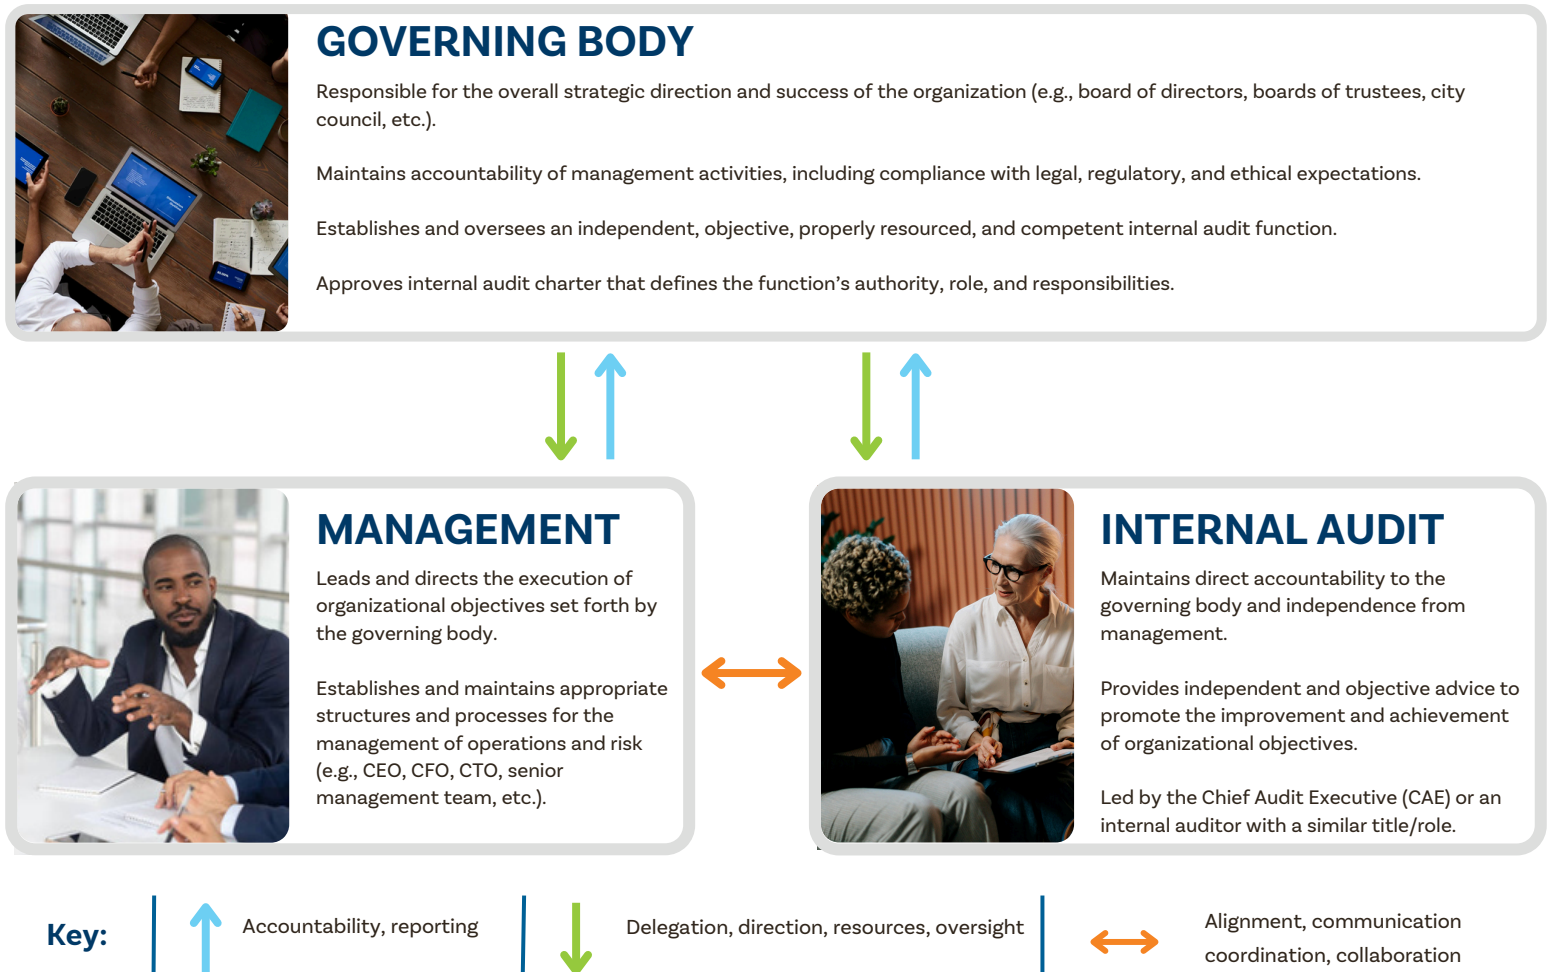 GOVERNING BODY
Responsible for the overall strategic direction and success of the organization (e.g., board of directors, boards of trustees, city
council, etc.).
Maintains accountability of management activities, including compliance with legal, regulatory, and ethical expectations.
Establishes and oversees an independent, objective, properly resourced, and competent internal audit function.
Approves internal audit charter that defines the function’s authority, role, and responsibilities.
MANAGEMENT
Leads and directs the execution of
organizational objectives set forth by
the governing body.
Establishes and maintains appropriate
structures and processes for the
management of operations and risk
(e.g., CEO, CFO, CTO, senior
management team, etc.).
INTERNAL AUDIT
Maintains direct accountability to the
governing body and independence from
management.
Provides independent and objective advice to
promote the improvement and achievement
of organizational objectives.
Led by the Chief Audit Executive (CAE) or an
internal auditor with a similar title/role.
Key:
Accountability, reporting
Delegation, direction, resources, oversight
Alignment, communication
coordination, collaboration